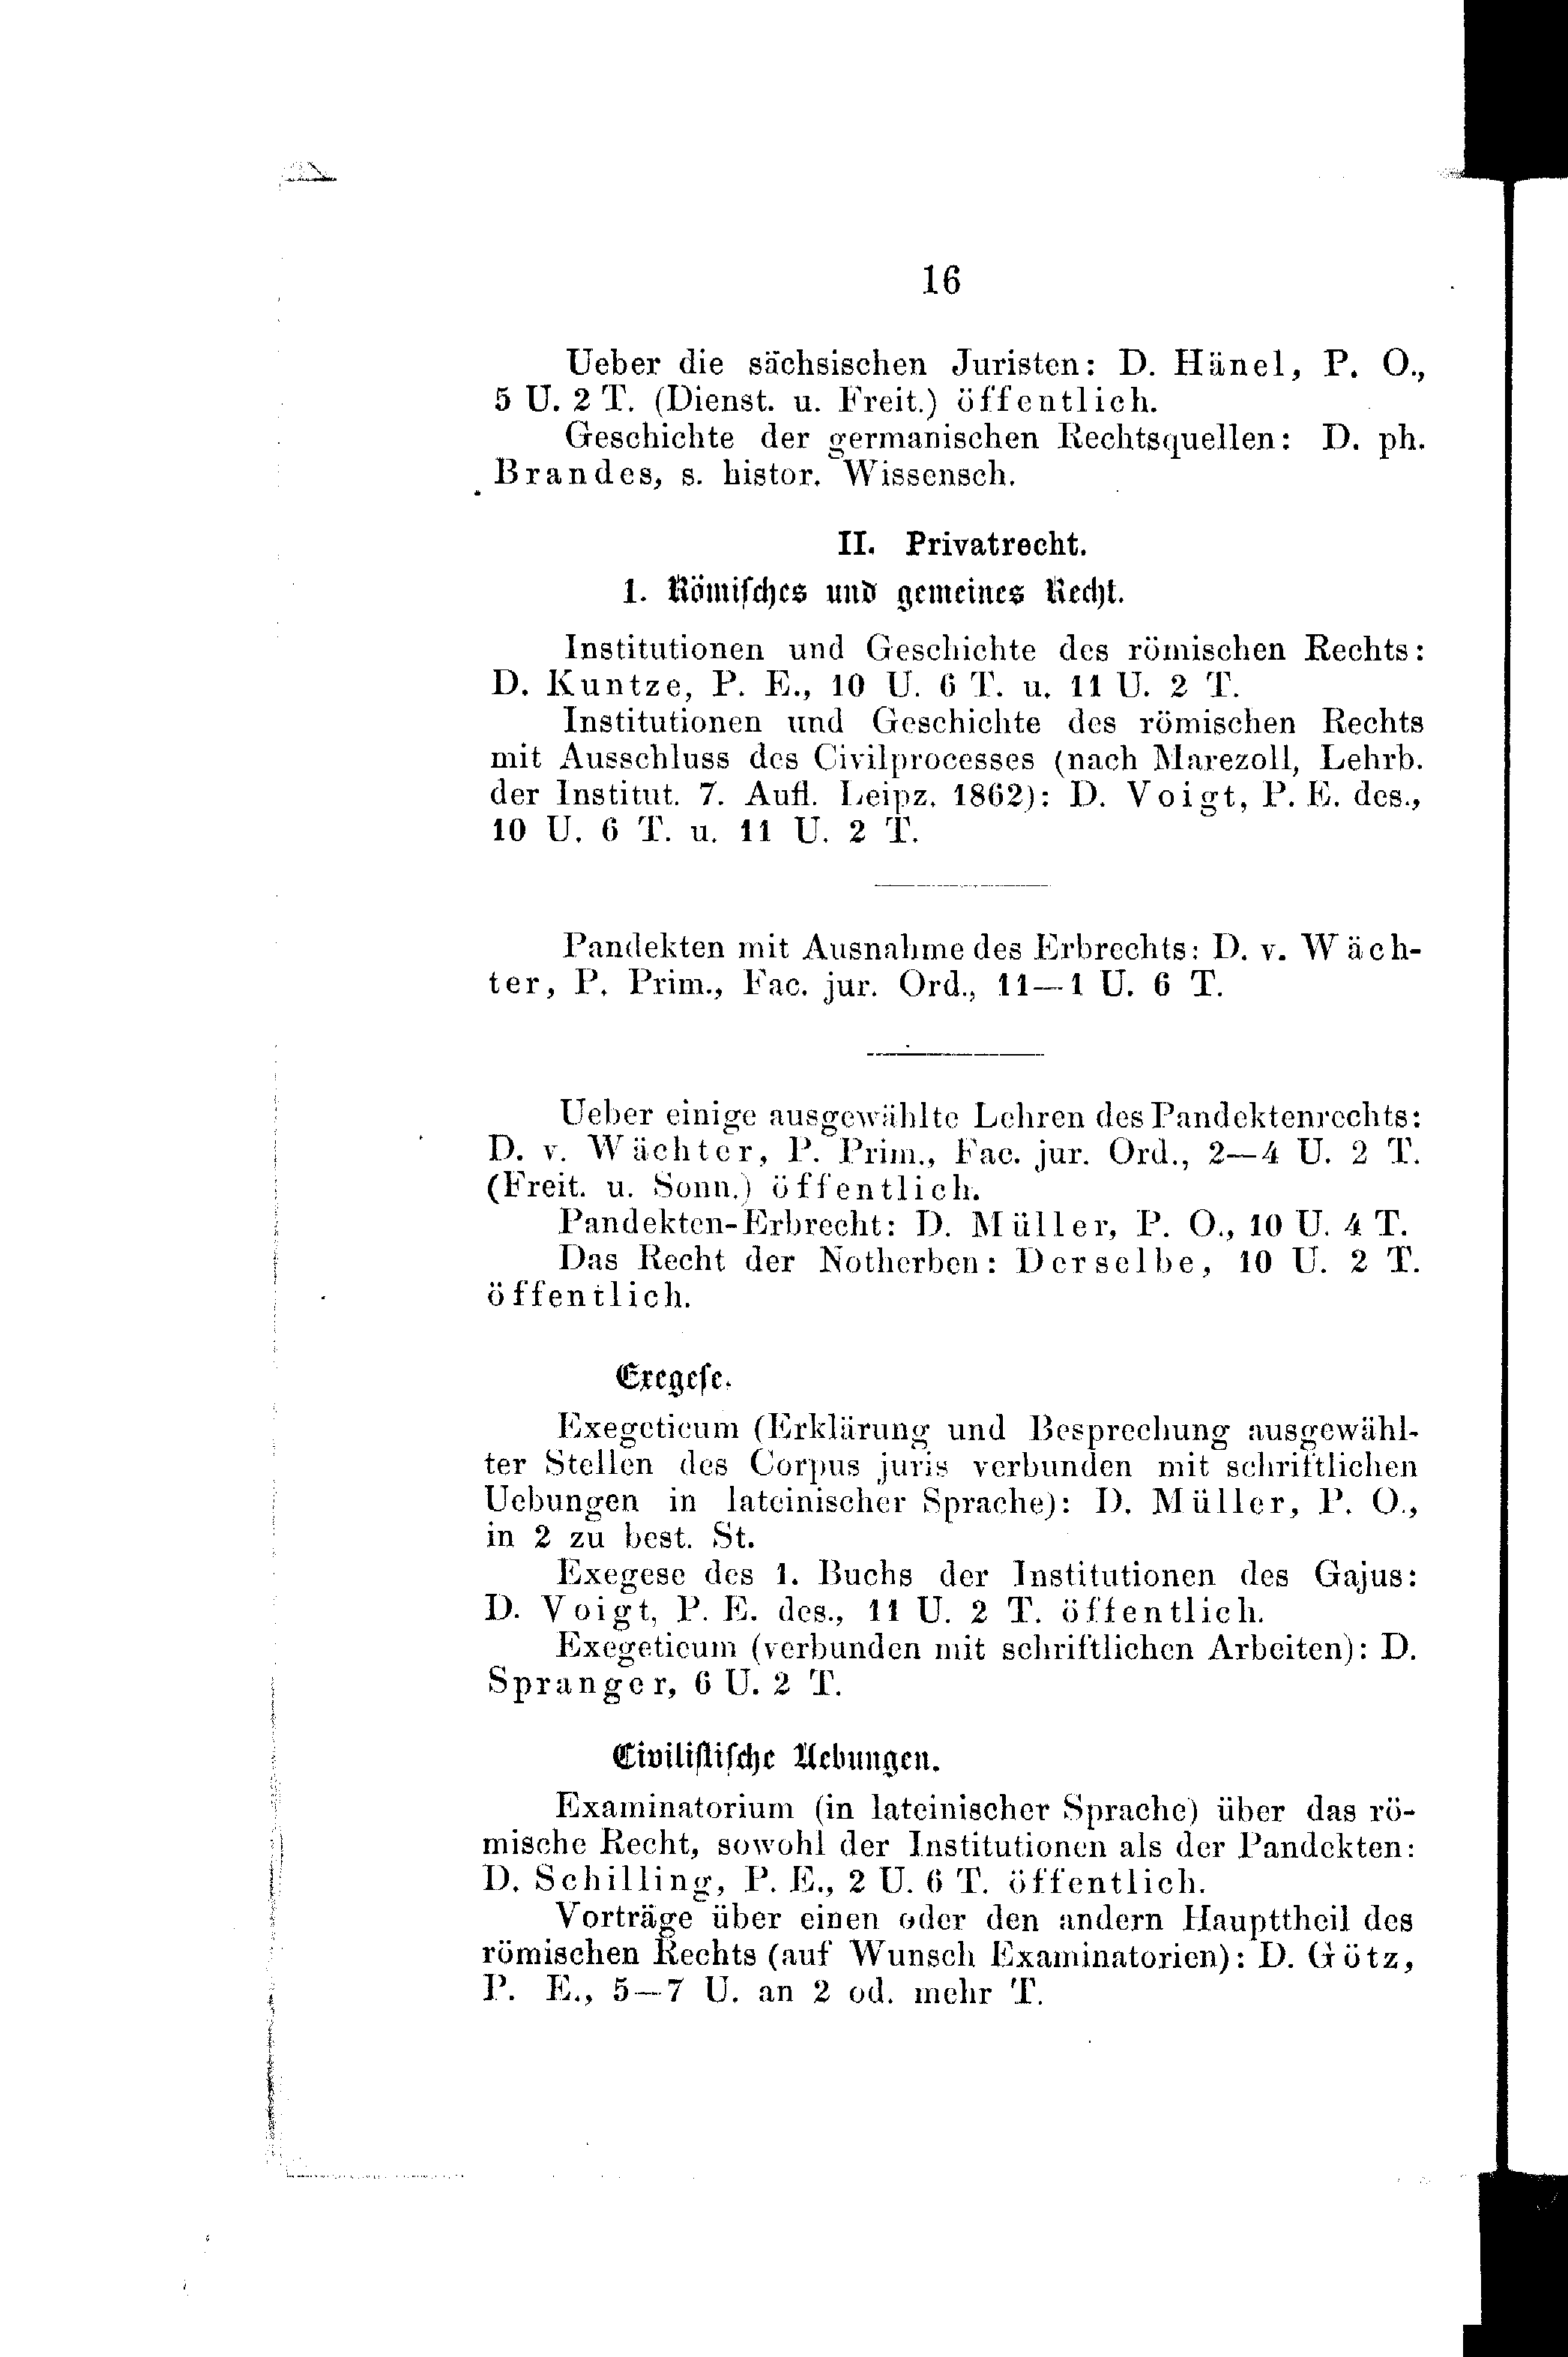 16
Ueber die sächsischen Juristen: D. Hänel, P. O.,
5 U. 2 T. (Dienst. u. Freit.) öffentlich.
Geschichte der germanischen Rechtsquellen: D. ph.
Brandes, s. histor. Wissensch.
II. Privatrecht.
1. Römisches und gemeines Recht.
Institutionen und Geschichte des römischen Rechts:
D. Kuntze, P. E., 10 U. 6 T. u. 11 U. 2 T.
Institutionen und Geschichte des römischen Rechts
mit Ausschluss des Civilprocesses (nach Marezoll, Lehrb.
der Institut. 7. Aufl. Leipz. 1862): D. Voigt, P. E. des.,
10 U. 6 T. u. 11 U. 2 T.
Pandekten mit Ausnahme des Erbrechts: D. v. Wäch-
ter, P. Prim., Fac. jur. Ord., 11—1 U. 6 T.
Ueber einige ausgewählte Lehren des Pandektenrechts:
D. v. Wächter, P. Prim., Fac. jur. Ord., 2—4 U. 2 T.
(Freit. u. Sonn.) öffentlich.
Pandekten-Erbrecht: D. Müller, P. O., 10 U. 4 T.
Das Recht der Notherben: Derselbe, 10 U. 2 T.
öffentlich.
Exegese.
Exegeticum (Erklärung und Besprechung ausgewähl-
ter Stellen des Corpus juris verbunden mit schriftlichen
Uebungen in lateinischer Sprache): D. Müller, P. O.,
in 2 zu best. St.
Exegese des 1. Buchs der Institutionen des Gajus:
D. Voigt, P. E. des., 11 U. 2 T. öffentlich.
Exegeticum (verbunden mit schriftlichen Arbeiten): D.
Spranger, 6 U. 2 T.
Civilistische Uebungen.
Examinatorium (in lateinischer Sprache) über das rö-
mische Recht, sowohl der Institutionen als der Pandekten:
D. Schilling, P. E., 2 U. 6 T. öffentlich.
Vorträge über einen oder den andern Haupttheil des
römischen Rechts (auf Wunsch Examinatorien): D. Götz,
P. E., 5—7 U. an 2 od. mehr T.